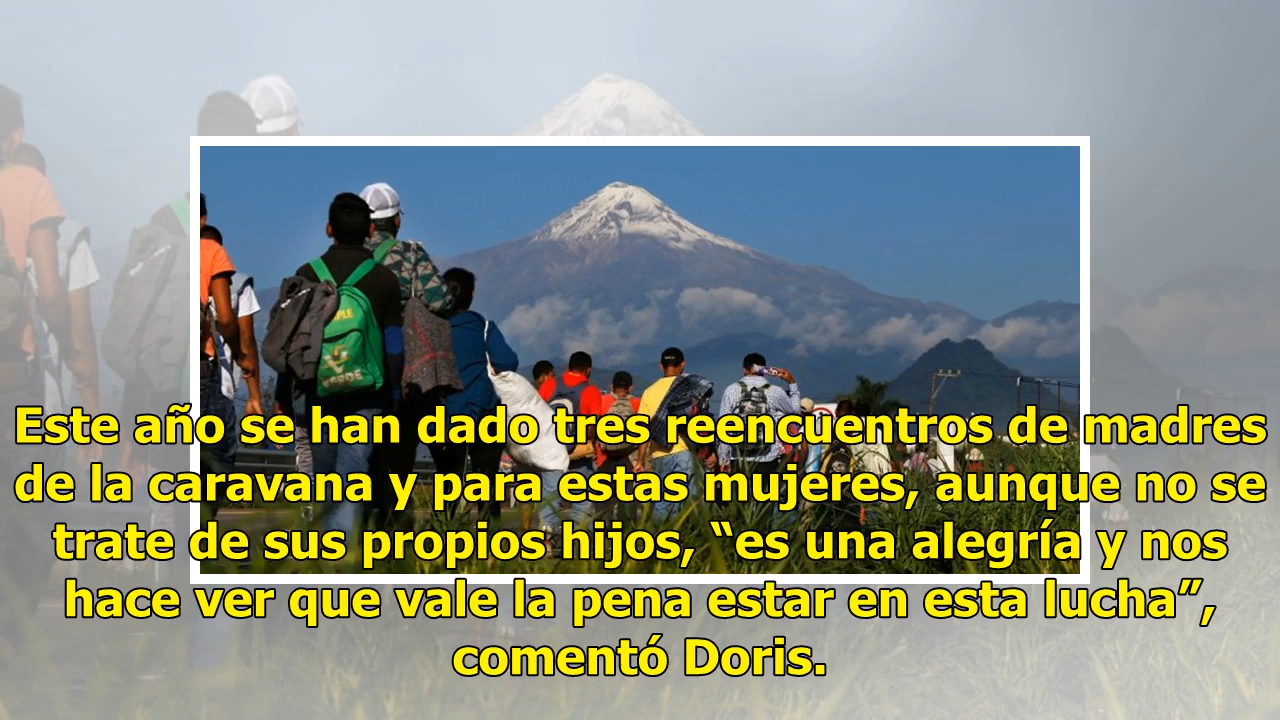 Este año se han dado tres reencuentros de madres
de la caravana y para estas mujeres, aunque no se
trate de sus propios hijos, “es una alegría y nos
hace ver que vale la pena estar en esta lucha”,
comentó Doris.